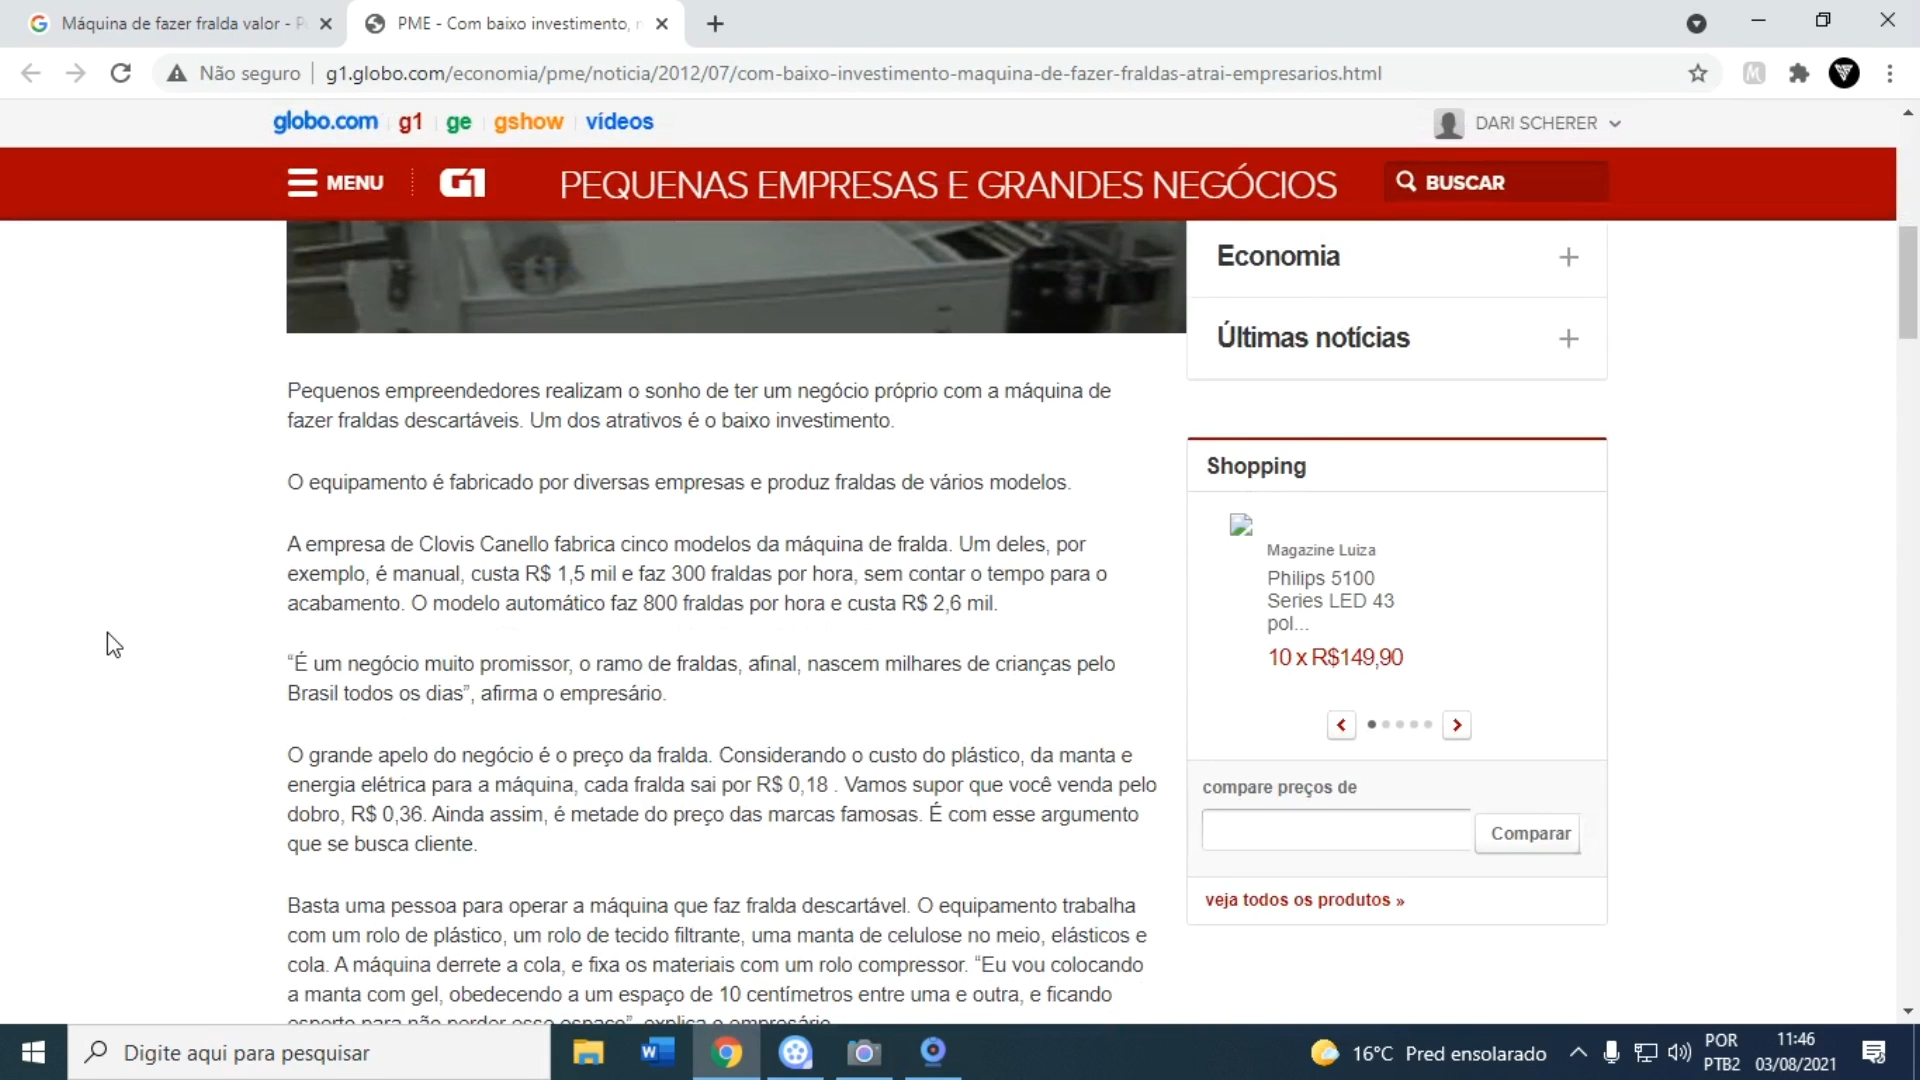 Máquina de fazer fralda valor - P
PME - Com baixo investimento,
Não seguro
g1.globo.com/economia/pme/noticia/2012/07/com-baixo-investimento-maquina-de-fazer-fraldas-atrai-empresarios.html
globo.com g1 ge gshow vídeos
DARI SCHERER
MENU
G1
PEQUENAS EMPRESAS E GRANDES NEGÓCIOS
BUSCAR
Economia
Últimas notícias
Pequenos empreendedores realizam o sonho de ter um negócio próprio com a máquina de
fazer fraldas descartáveis. Um dos atrativos é o baixo investimento.
O equipamento é fabricado por diversas empresas e produz fraldas de vários modelos.
A empresa de Clovis Canello fabrica cinco modelos da máquina de fralda. Um deles, por
exemplo, é manual, custa R$ 1,5 mil e faz 300 fraldas por hora, sem contar o tempo para o
acabamento. O modelo automático faz 800 fraldas por hora e custa R$ 2,6 mil.
“É um negócio muito promissor, o ramo de fraldas, afinal, nascem milhares de crianças pelo
Brasil todos os dias”, afirma o empresário.
O grande apelo do negócio é o preço da fralda. Considerando o custo do plástico, da manta e
energia elétrica para a máquina, cada fralda sai por R$ 0,18 . Vamos supor que você venda pelo
dobro, R$ 0,36. Ainda assim, é metade do preço das marcas famosas. É com esse argumento
que se busca cliente.
Basta uma pessoa para operar a máquina que faz fralda descartável. O equipamento trabalha
com um rolo de plástico, um rolo de tecido filtrante, uma manta de celulose no meio, elásticos e
cola. A máquina derrete a cola, e fixa os materiais com um rolo compressor. “Eu vou colocando
a manta com gel, obedecendo a um espaço de 10 centímetros entre uma e outra, e ficando
esperto para não perder esse espaço”, explica o empresário.
Shopping
Magazine Luiza
Philips 5100
Series LED 43
pol...
10 x R$149,90
compare preços de
Comparar
veja todos os produtos »
Digite aqui para pesquisar
16°C Pred ensolarado
POR
PTB2
11:46
03/08/2021